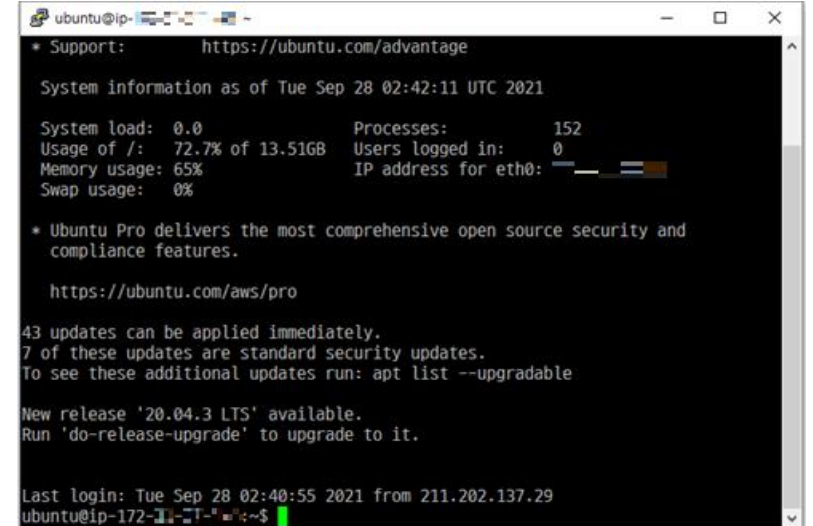 ubuntu@ip-
* Support: https://ubuntu.com/advantage
System information as of Tue Sep 28 02:42:11 UTC 2021
System load: 0.0 Processes: 152
Usage of /: 72.7% of 13.51GB Users logged in: 0
Memory usage: 65% IP address for eth0:
Swap usage: 0%
* Ubuntu Pro delivers the most comprehensive open source security and
compliance features.
https://ubuntu.com/aws/pro
43 updates can be applied immediately.
7 of these updates are standard security updates.
To see these additional updates run: apt list --upgradable
New release '20.04.3 LTS' available.
Run 'do-release-upgrade' to upgrade to it.
Last login: Tue Sep 28 02:40:55 2021 from 211.202.137.29
ubuntu@ip-172- :~$